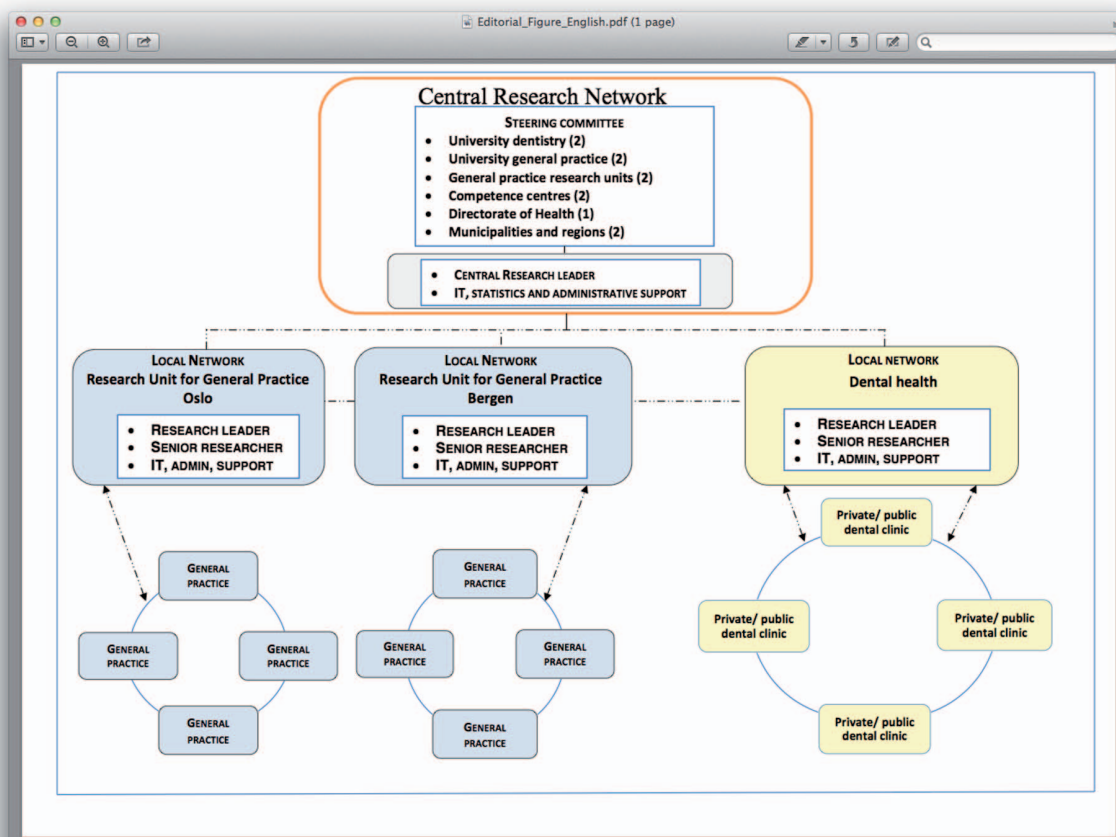 Editorial_Figure_English.pdf (1 page)
Central Research Network
STEERING COMMITTEE
• University dentistry (2)
• University general practice (2)
• General practice research units (2)
• Competence centres (2)
• Directorate of Health (1)
• Municipalities and regions (2)
• CENTRAL RESEARCH LEADER
• IT, STATISTICS AND ADMINISTRATIVE SUPPORT
LOCAL NETWORK
Research Unit for General Practice
Oslo
• RESEARCH LEADER
• SENIOR RESEARCHER
• IT, ADMIN, SUPPORT
LOCAL NETWORK
Research Unit for General Practice
Bergen
• RESEARCH LEADER
• SENIOR RESEARCHER
• IT, ADMIN, SUPPORT
LOCAL NETWORK
Dental health
• RESEARCH LEADER
• SENIOR RESEARCHER
• IT, ADMIN, SUPPORT
GENERAL
PRACTICE
GENERAL
PRACTICE
GENERAL
PRACTICE
GENERAL
PRACTICE
GENERAL
PRACTICE
GENERAL
PRACTICE
GENERAL
PRACTICE
GENERAL
PRACTICE
Private/ public
dental clinic
Private/ public
dental clinic
Private/ public
dental clinic
Private/ public
dental clinic